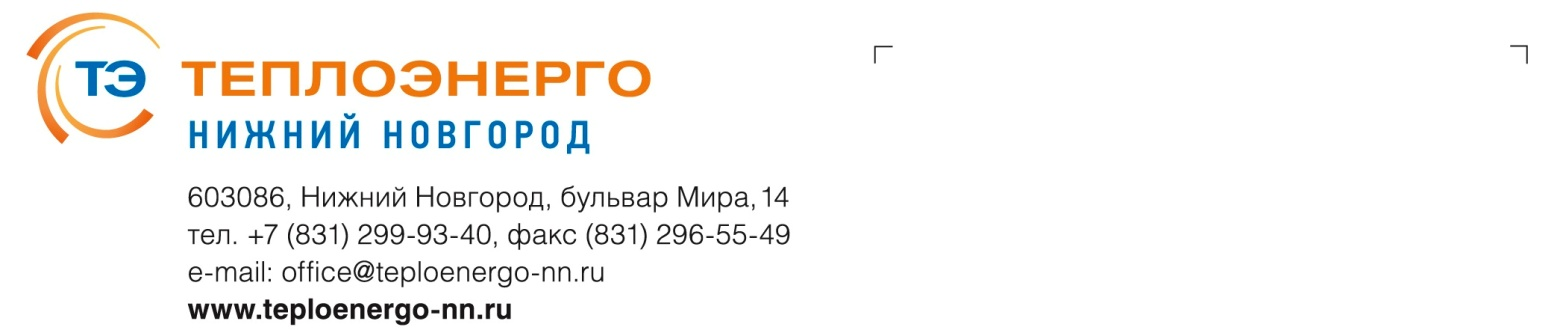 ТЭ ТЕПЛОЭНЕРГО
НИЖНИЙ НОВГОРОД
603086, Нижний Новгород, бульвар Мира, 14
тел. +7 (831) 299-93-40, факс (831) 296-55-49
e-mail: office@teploenergo-nn.ru
www.teploenergo-nn.ru